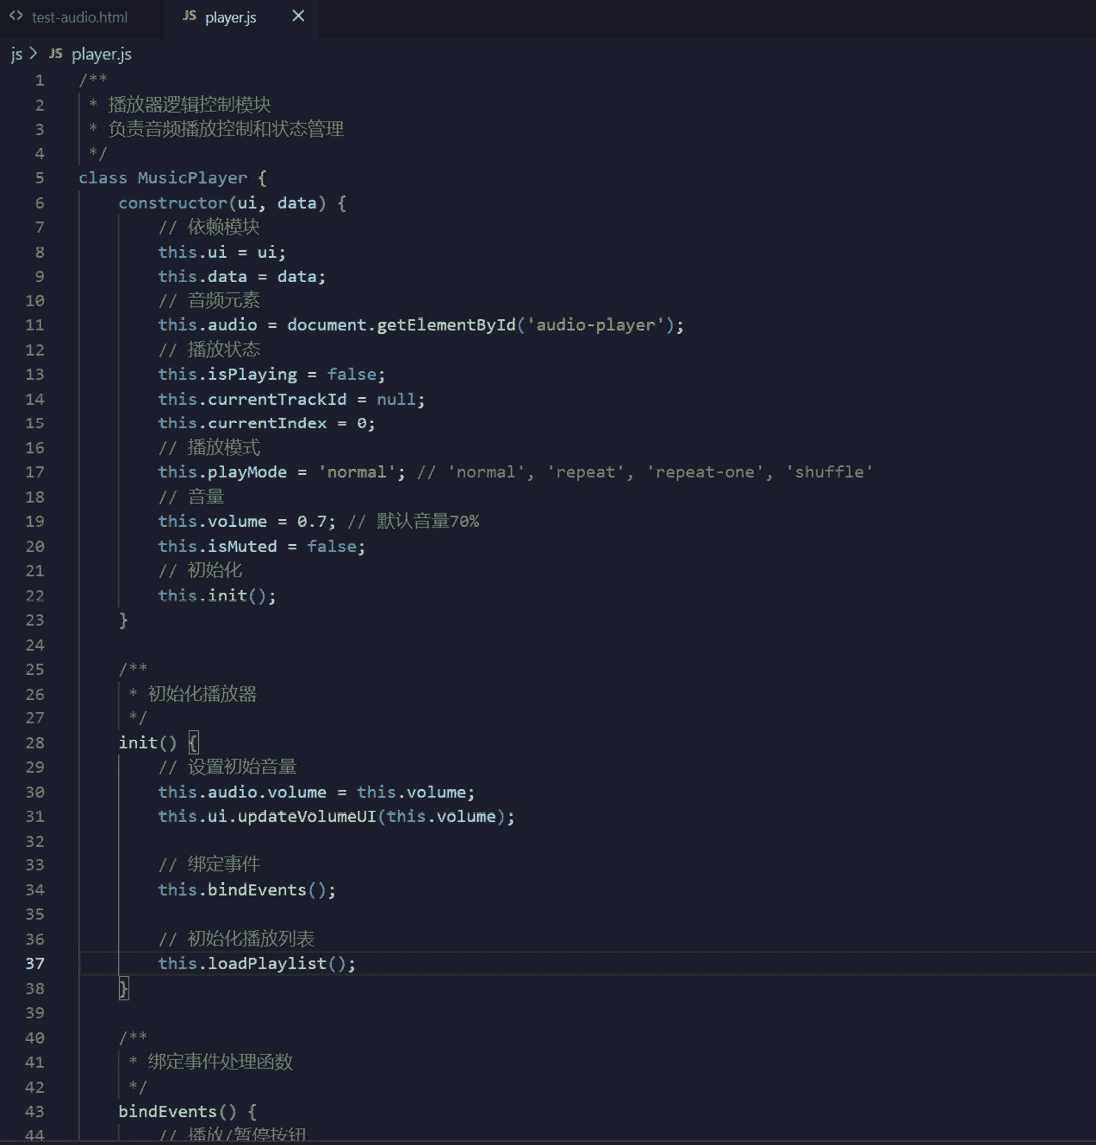 <> test-audio.html JS player.js ×
js > JS player.js
1 /**
2 * 播放器逻辑控制模块
3 * 负责音频播放控制和状态管理
4 */
5 class MusicPlayer {
6 constructor(ui, data) {
7 // 依赖模块
8 this.ui = ui;
9 this.data = data;
10 // 音频元素
11 this.audio = document.getElementById('audio-player');
12 // 播放状态
13 this.isPlaying = false;
14 this.currentTrackId = null;
15 this.currentIndex = 0;
16 // 播放模式
17 this.playMode = 'normal'; // 'normal', 'repeat', 'repeat-one', 'shuffle'
18 // 音量
19 this.volume = 0.7; // 默认音量70%
20 this.isMuted = false;
21 // 初始化
22 this.init();
23 }
24
25 /**
26 * 初始化播放器
27 */
28 init() {
29 // 设置初始音量
30 this.audio.volume = this.volume;
31 this.ui.updateVolumeUI(this.volume);
32
33 // 绑定事件
34 this.bindEvents();
35
36 // 初始化播放列表
37 this.loadPlaylist();
38 }
39
40 /**
41 * 绑定事件处理函数
42 */
43 bindEvents() {
44 // 播放/暂停按钮